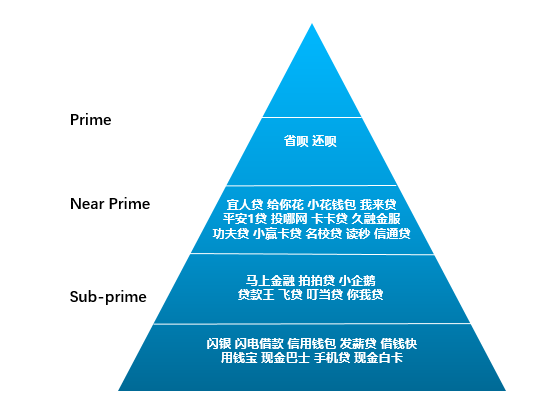 Prime
省呗 还呗
Near Prime
宜人贷 给你花 小花钱包 我来贷
平安1贷 投哪网 卡卡贷 久融金服
功夫贷 小赢卡贷 名校贷 读秒 信通贷
Sub-prime
马上金融 拍拍贷 小企鹅
贷款王 飞贷 叮当贷 你我贷
闪银 闪电借款 信用钱包 发薪贷 借钱快
用钱宝 现金巴士 手机贷 现金白卡